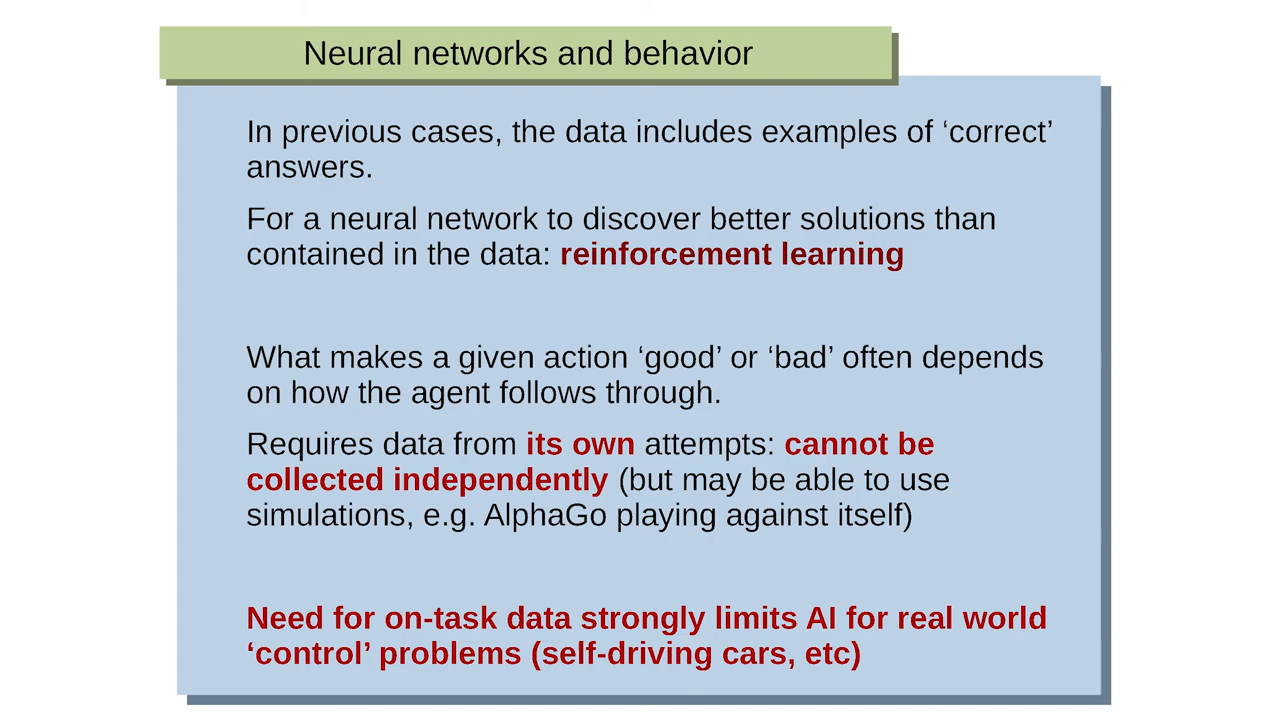 Neural networks and behavior
In previous cases, the data includes examples of ‘correct’
answers.
For a neural network to discover better solutions than
contained in the data: reinforcement learning
What makes a given action ‘good’ or ‘bad’ often depends
on how the agent follows through.
Requires data from its own attempts: cannot be
collected independently (but may be able to use
simulations, e.g. AlphaGo playing against itself)
Need for on-task data strongly limits AI for real world
‘control’ problems (self-driving cars, etc)